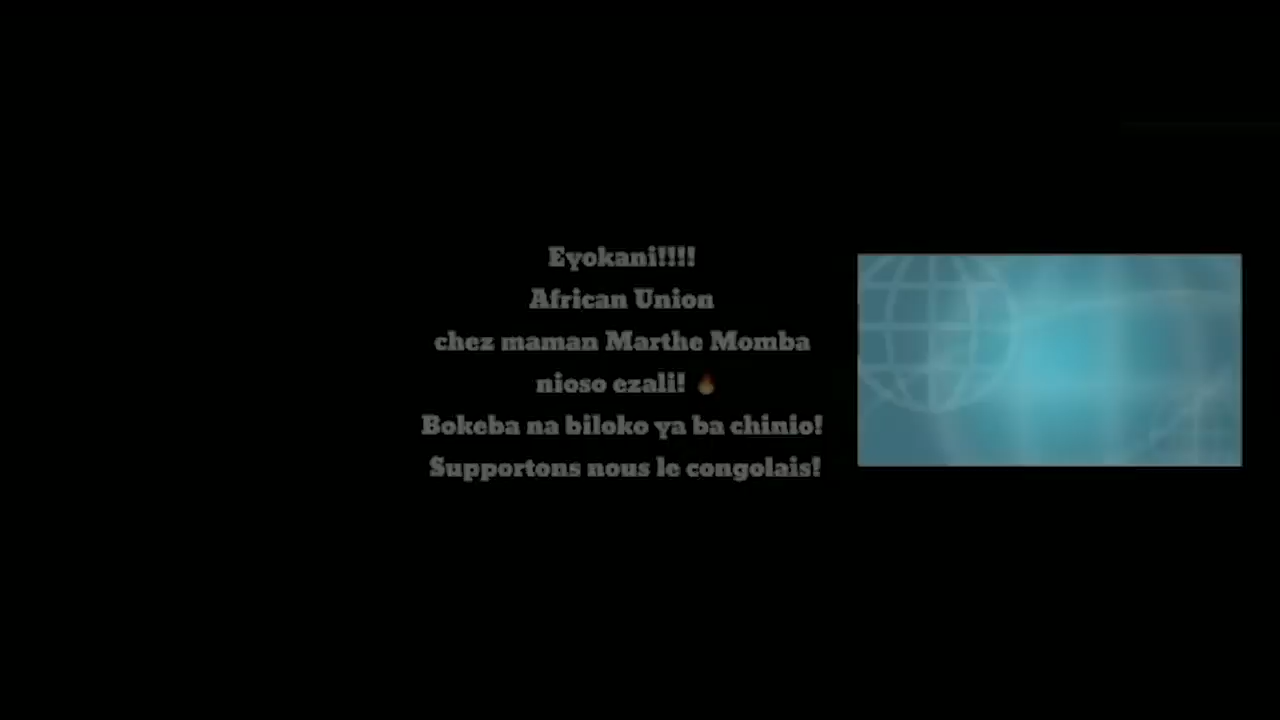 Eyokani!!!!
African Union
chez maman Marthe Momba
nioso ezali! 🔥
Bokeba na biloko ya ba chinio!
Supportons nous le congolais!